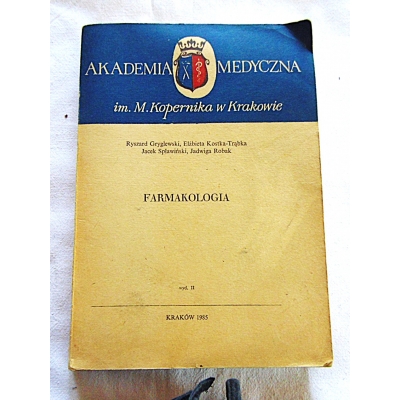 AKADEMIA MEDYCZNA
im. M. Kopernika w Krakowie
Ryszard Gryglewski, Elżbieta Kostka-Trąbka
Jacek Spławiński, Jadwiga Robak
FARMAKOLOGIA
wyd. II
KRAKÓW 1985